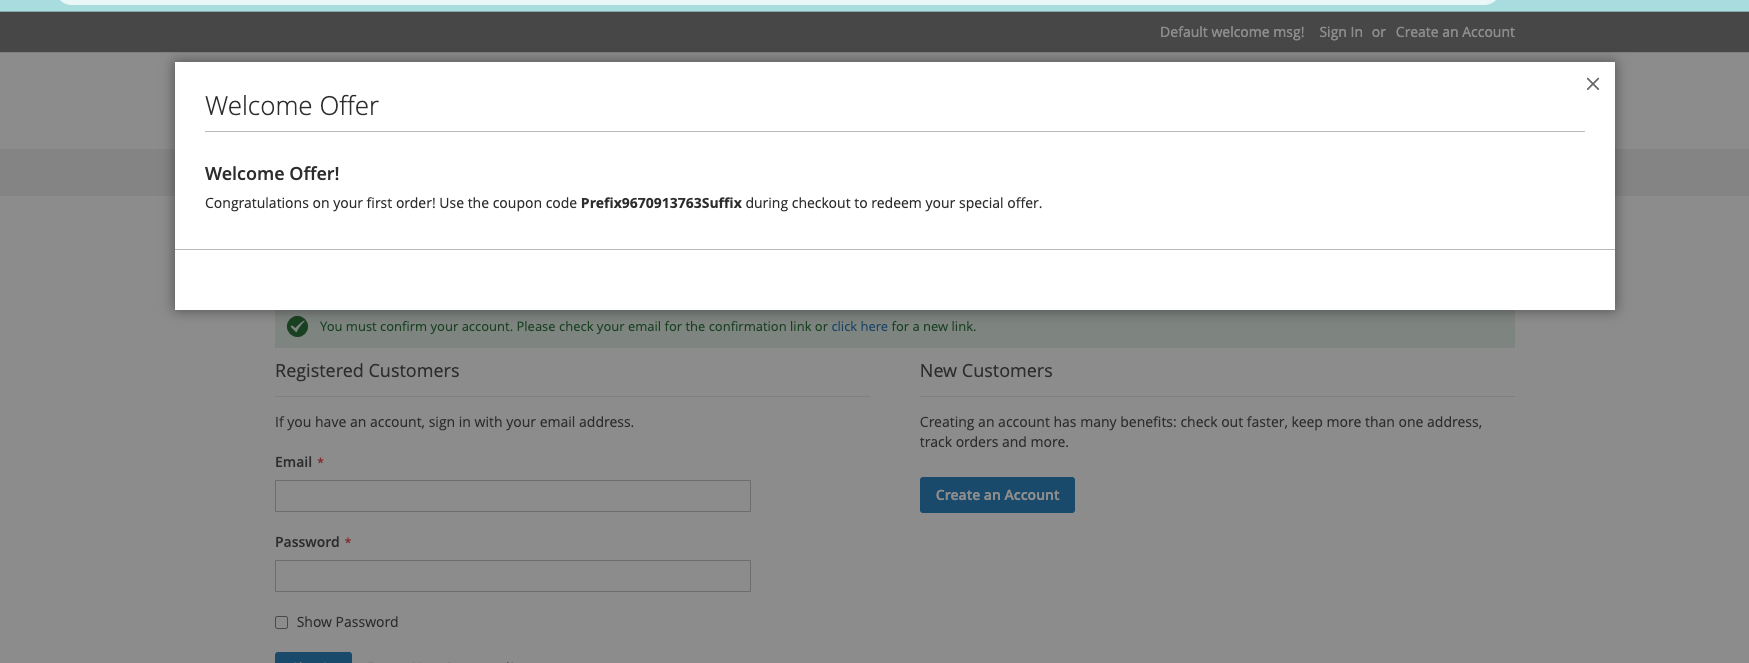 Default welcome msg! Sign In or Create an Account
Welcome Offer
Welcome Offer!
Congratulations on your first order! Use the coupon code Prefix9670913763Suffix during checkout to redeem your special offer.
You must confirm your account. Please check your email for the confirmation link or click here for a new link.
Registered Customers
If you have an account, sign in with your email address.
Email *
Password *
Show Password
New Customers
Creating an account has many benefits: check out faster, keep more than one address,
track orders and more.
Create an Account